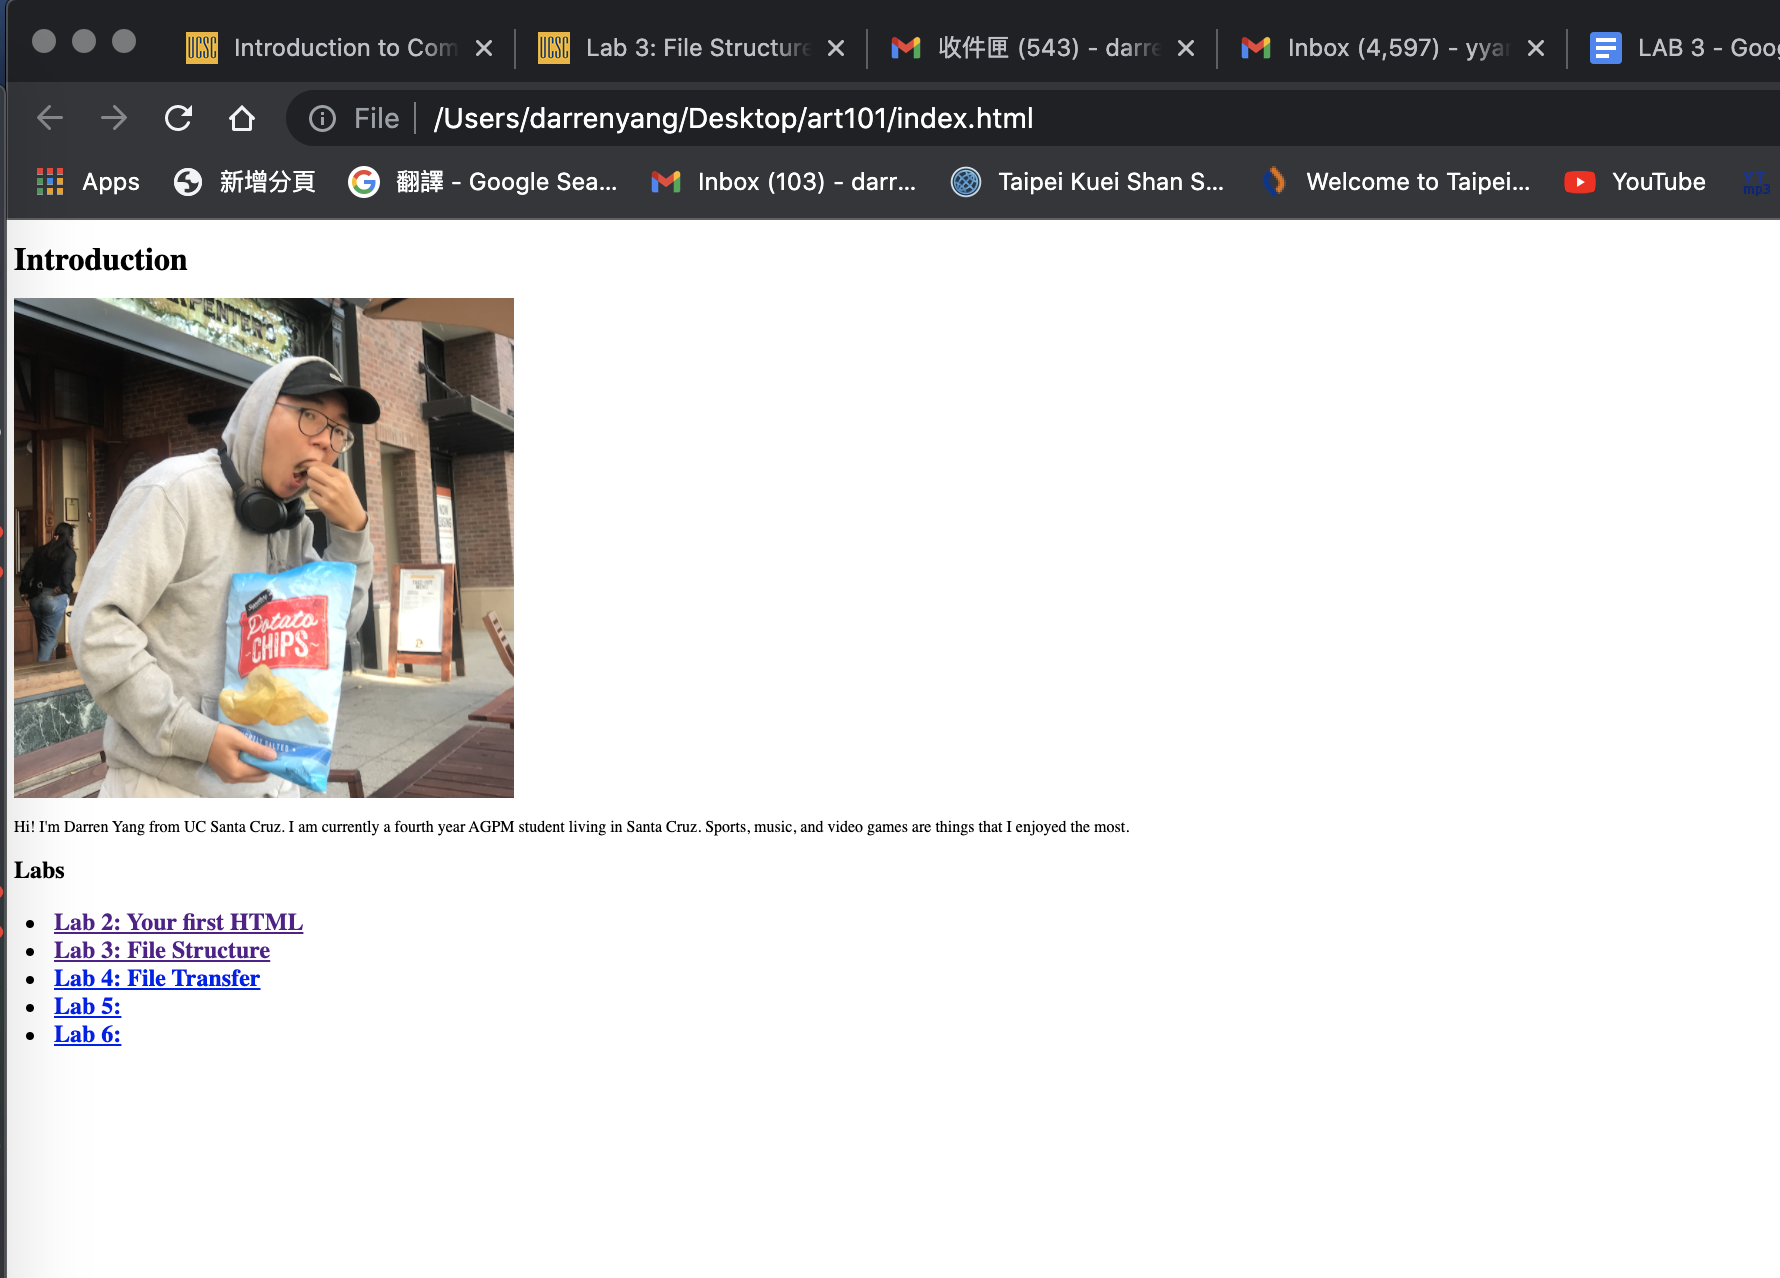 Introduction to Com
Lab 3: File Structure
收件匣 (543) - darre
Inbox (4,597) - yyar
LAB 3 - Goog
File
/Users/darrenyang/Desktop/art101/index.html
Apps
新增分頁
翻譯 - Google Sea...
Inbox (103) - darr...
Taipei Kuei Shan S...
Welcome to Taipei...
YouTube
mp3
Introduction
Potato
CHIPS
Hi! I'm Darren Yang from UC Santa Cruz. I am currently a fourth year AGPM student living in Santa Cruz. Sports, music, and video games are things that I enjoyed the most.
Labs
Lab 2: Your first HTML
Lab 3: File Structure
Lab 4: File Transfer
Lab 5:
Lab 6: